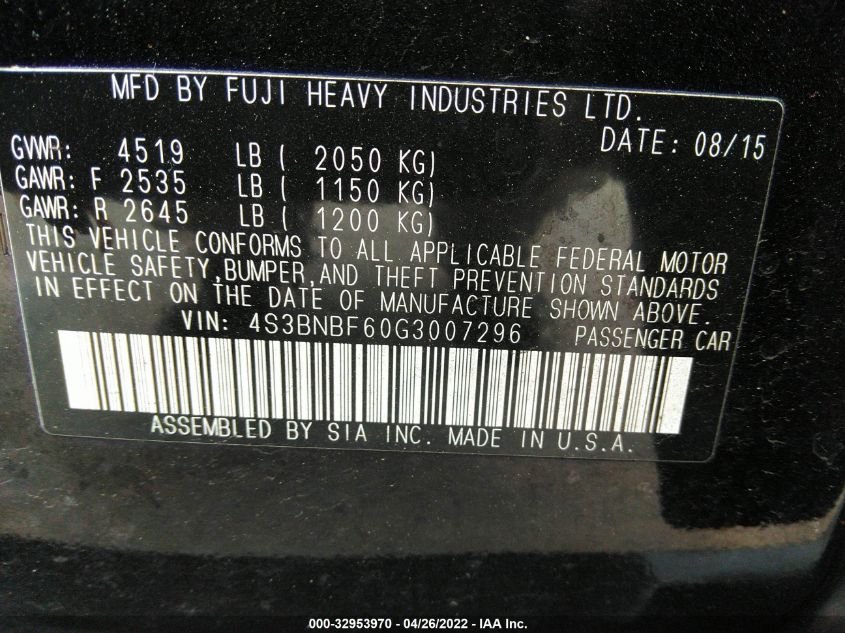 MFD BY FUJI HEAVY INDUSTRIES LTD.
DATE: 08/15
GVWR: 4519 LB ( 2050 KG)
GAWR: F 2535 LB ( 1150 KG)
GAWR: R 2645 LB ( 1200 KG)
THIS VEHICLE CONFORMS TO ALL APPLICABLE FEDERAL MOTOR
VEHICLE SAFETY,BUMPER,AND THEFT PREVENTION STANDARDS
IN EFFECT ON THE DATE OF MANUFACTURE SHOWN ABOVE.
VIN: 4S3BNBF60G3007296 PASSENGER CAR
ASSEMBLED BY SIA INC. MADE IN U.S.A.
000-32953970 - 04/26/2022 - IAA Inc.